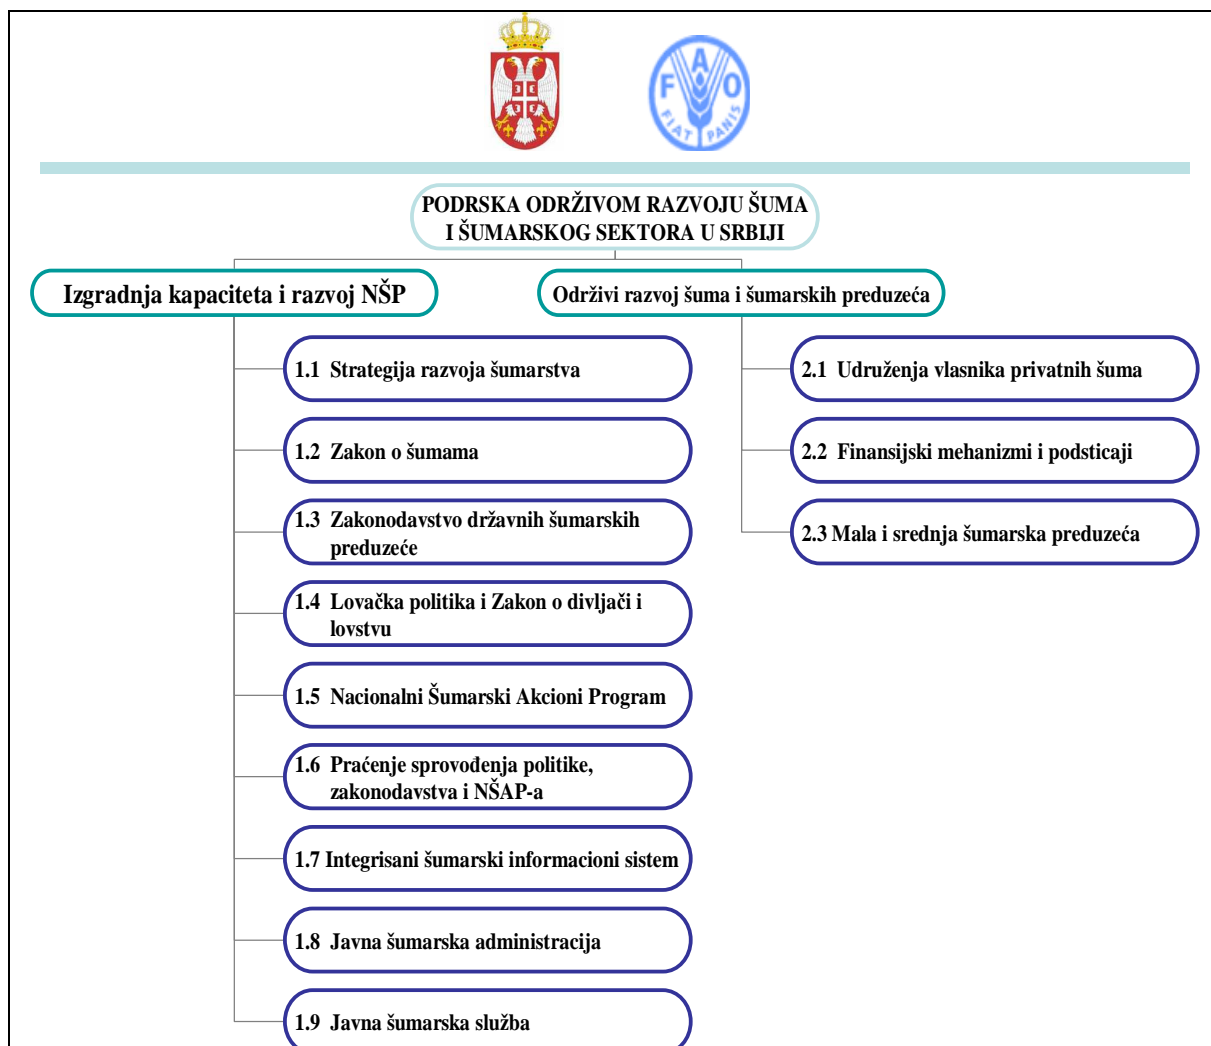 F A O
FIAT PANIS
PODRSKA ODRŽIVOM RAZVOJU ŠUMA
I ŠUMARSKOG SEKTORA U SRBIJI
Izgradnja kapaciteta i razvoj NŠP
Održivi razvoj šuma i šumarskih preduzeća
1.1 Strategija razvoja šumarstva
1.2 Zakon o šumama
1.3 Zakonodavstvo državnih šumarskih
preduzeće
1.4 Lovačka politika i Zakon o divljači i
lovstvu
1.5 Nacionalni Šumarski Akcioni Program
1.6 Praćenje sprovođenja politike,
zakonodavstva i NŠAP-a
1.7 Integrisani šumarski informacioni sistem
1.8 Javna šumarska administracija
1.9 Javna šumarska služba
2.1 Udruženja vlasnika privatnih šuma
2.2 Finansijski mehanizmi i podsticaji
2.3 Mala i srednja šumarska preduzeća